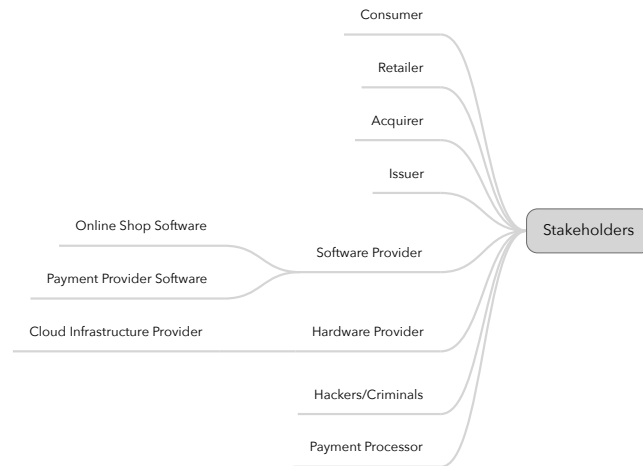 Consumer
Retailer
Acquirer
Issuer
Stakeholders
Online Shop Software
Software Provider
Payment Provider Software
Cloud Infrastructure Provider
Hardware Provider
Hackers/Criminals
Payment Processor